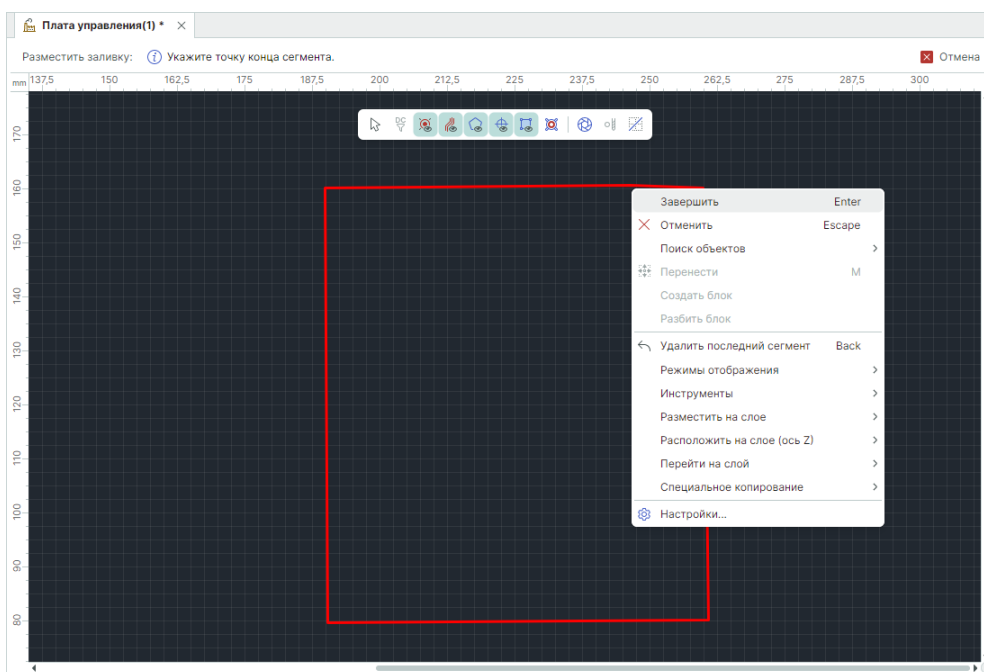 Плата управления(1) *
Разместить заливку: Укажите точку конца сегмента. Отмена
mm 137,5 150 162,5 175 187,5 200 212,5 225 237,5 250 262,5 275 287,5 300
DC
170
160
150
140
130
120
110
100
90
80
Завершить Enter
Отменить Escape
Поиск объектов
Перенести M
Создать блок
Разбить блок
Удалить последний сегмент Back
Режимы отображения
Инструменты
Разместить на слое
Расположить на слое (ось Z)
Перейти на слой
Специальное копирование
Настройки...